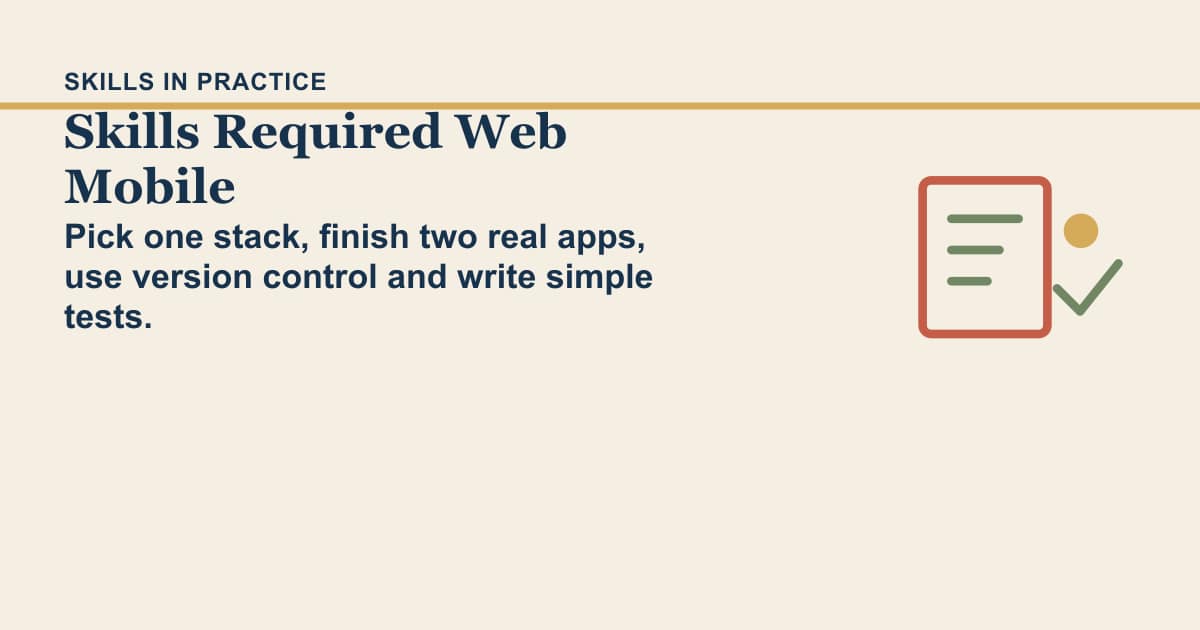 SKILLS IN PRACTICE
Skills Required Web
Mobile
Pick one stack, finish two real apps,
use version control and write simple
tests.